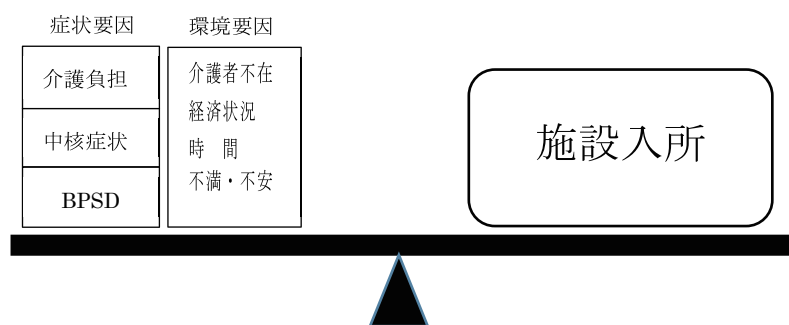 症状要因
介護負担
中核症状
BPSD
環境要因
介護者不在
経済状況
時　間
不満・不安
施設入所